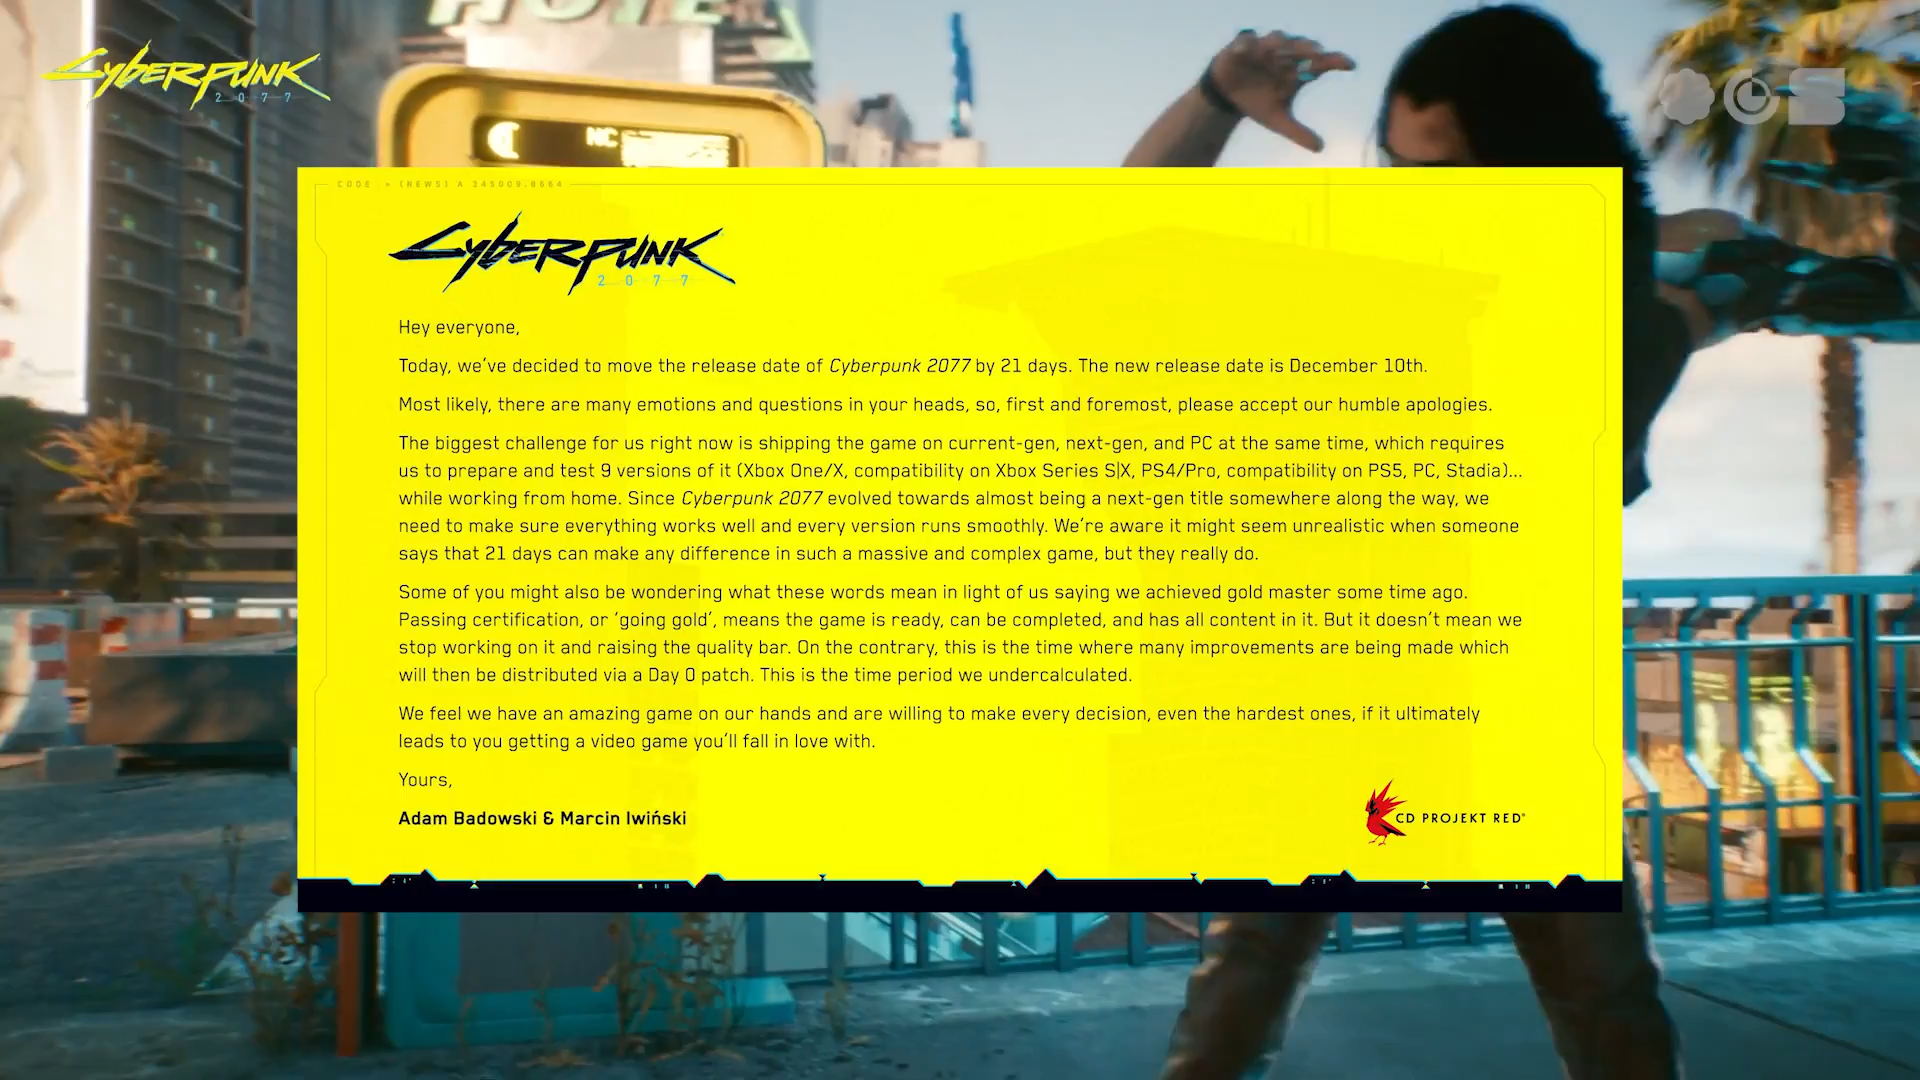 HOTEL
CYBERPUNK
2077
NC
CODE > (NEWS) A 345009.8664
CYBERPUNK
2077
Hey everyone,
Today, we've decided to move the release date of Cyberpunk 2077 by 21 days. The new release date is December 10th.
Most likely, there are many emotions and questions in your heads, so, first and foremost, please accept our humble apologies.
The biggest challenge for us right now is shipping the game on current-gen, next-gen, and PC at the same time, which requires
us to prepare and test 9 versions of it (Xbox One/X, compatibility on Xbox Series S|X, PS4/Pro, compatibility on PS5, PC, Stadia)...
while working from home. Since Cyberpunk 2077 evolved towards almost being a next-gen title somewhere along the way, we
need to make sure everything works well and every version runs smoothly. We're aware it might seem unrealistic when someone
says that 21 days can make any difference in such a massive and complex game, but they really do.
Some of you might also be wondering what these words mean in light of us saying we achieved gold master some time ago.
Passing certification, or 'going gold', means the game is ready, can be completed, and has all content in it. But it doesn't mean we
stop working on it and raising the quality bar. On the contrary, this is the time where many improvements are being made which
will then be distributed via a Day 0 patch. This is the time period we undercalculated.
We feel we have an amazing game on our hands and are willing to make every decision, even the hardest ones, if it ultimately
leads to you getting a video game you'll fall in love with.
Yours,
Adam Badowski & Marcin Iwiński
CD PROJEKT RED®